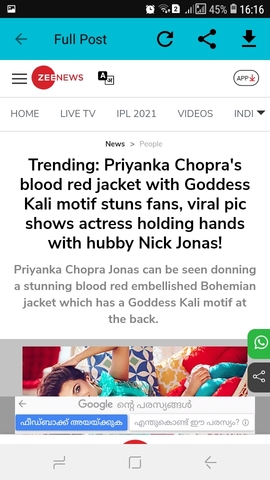 45% 16:16
Full Post
ZEENEWS
APP
HOME LIVE TV IPL 2021 VIDEOS INDI
News > People
Trending: Priyanka Chopra's
blood red jacket with Goddess
Kali motif stuns fans, viral pic
shows actress holding hands
with hubby Nick Jonas!
Priyanka Chopra Jonas can be seen donning
a stunning blood red embellished Bohemian
jacket which has a Goddess Kali motif at
the back.
Google ന്റെ പരസ്യങ്ങൾ
ഫീഡ്‌ബാക്ക് അയയ്ക്കുക
എന്തുകൊണ്ട് ഈ പരസ്യം?